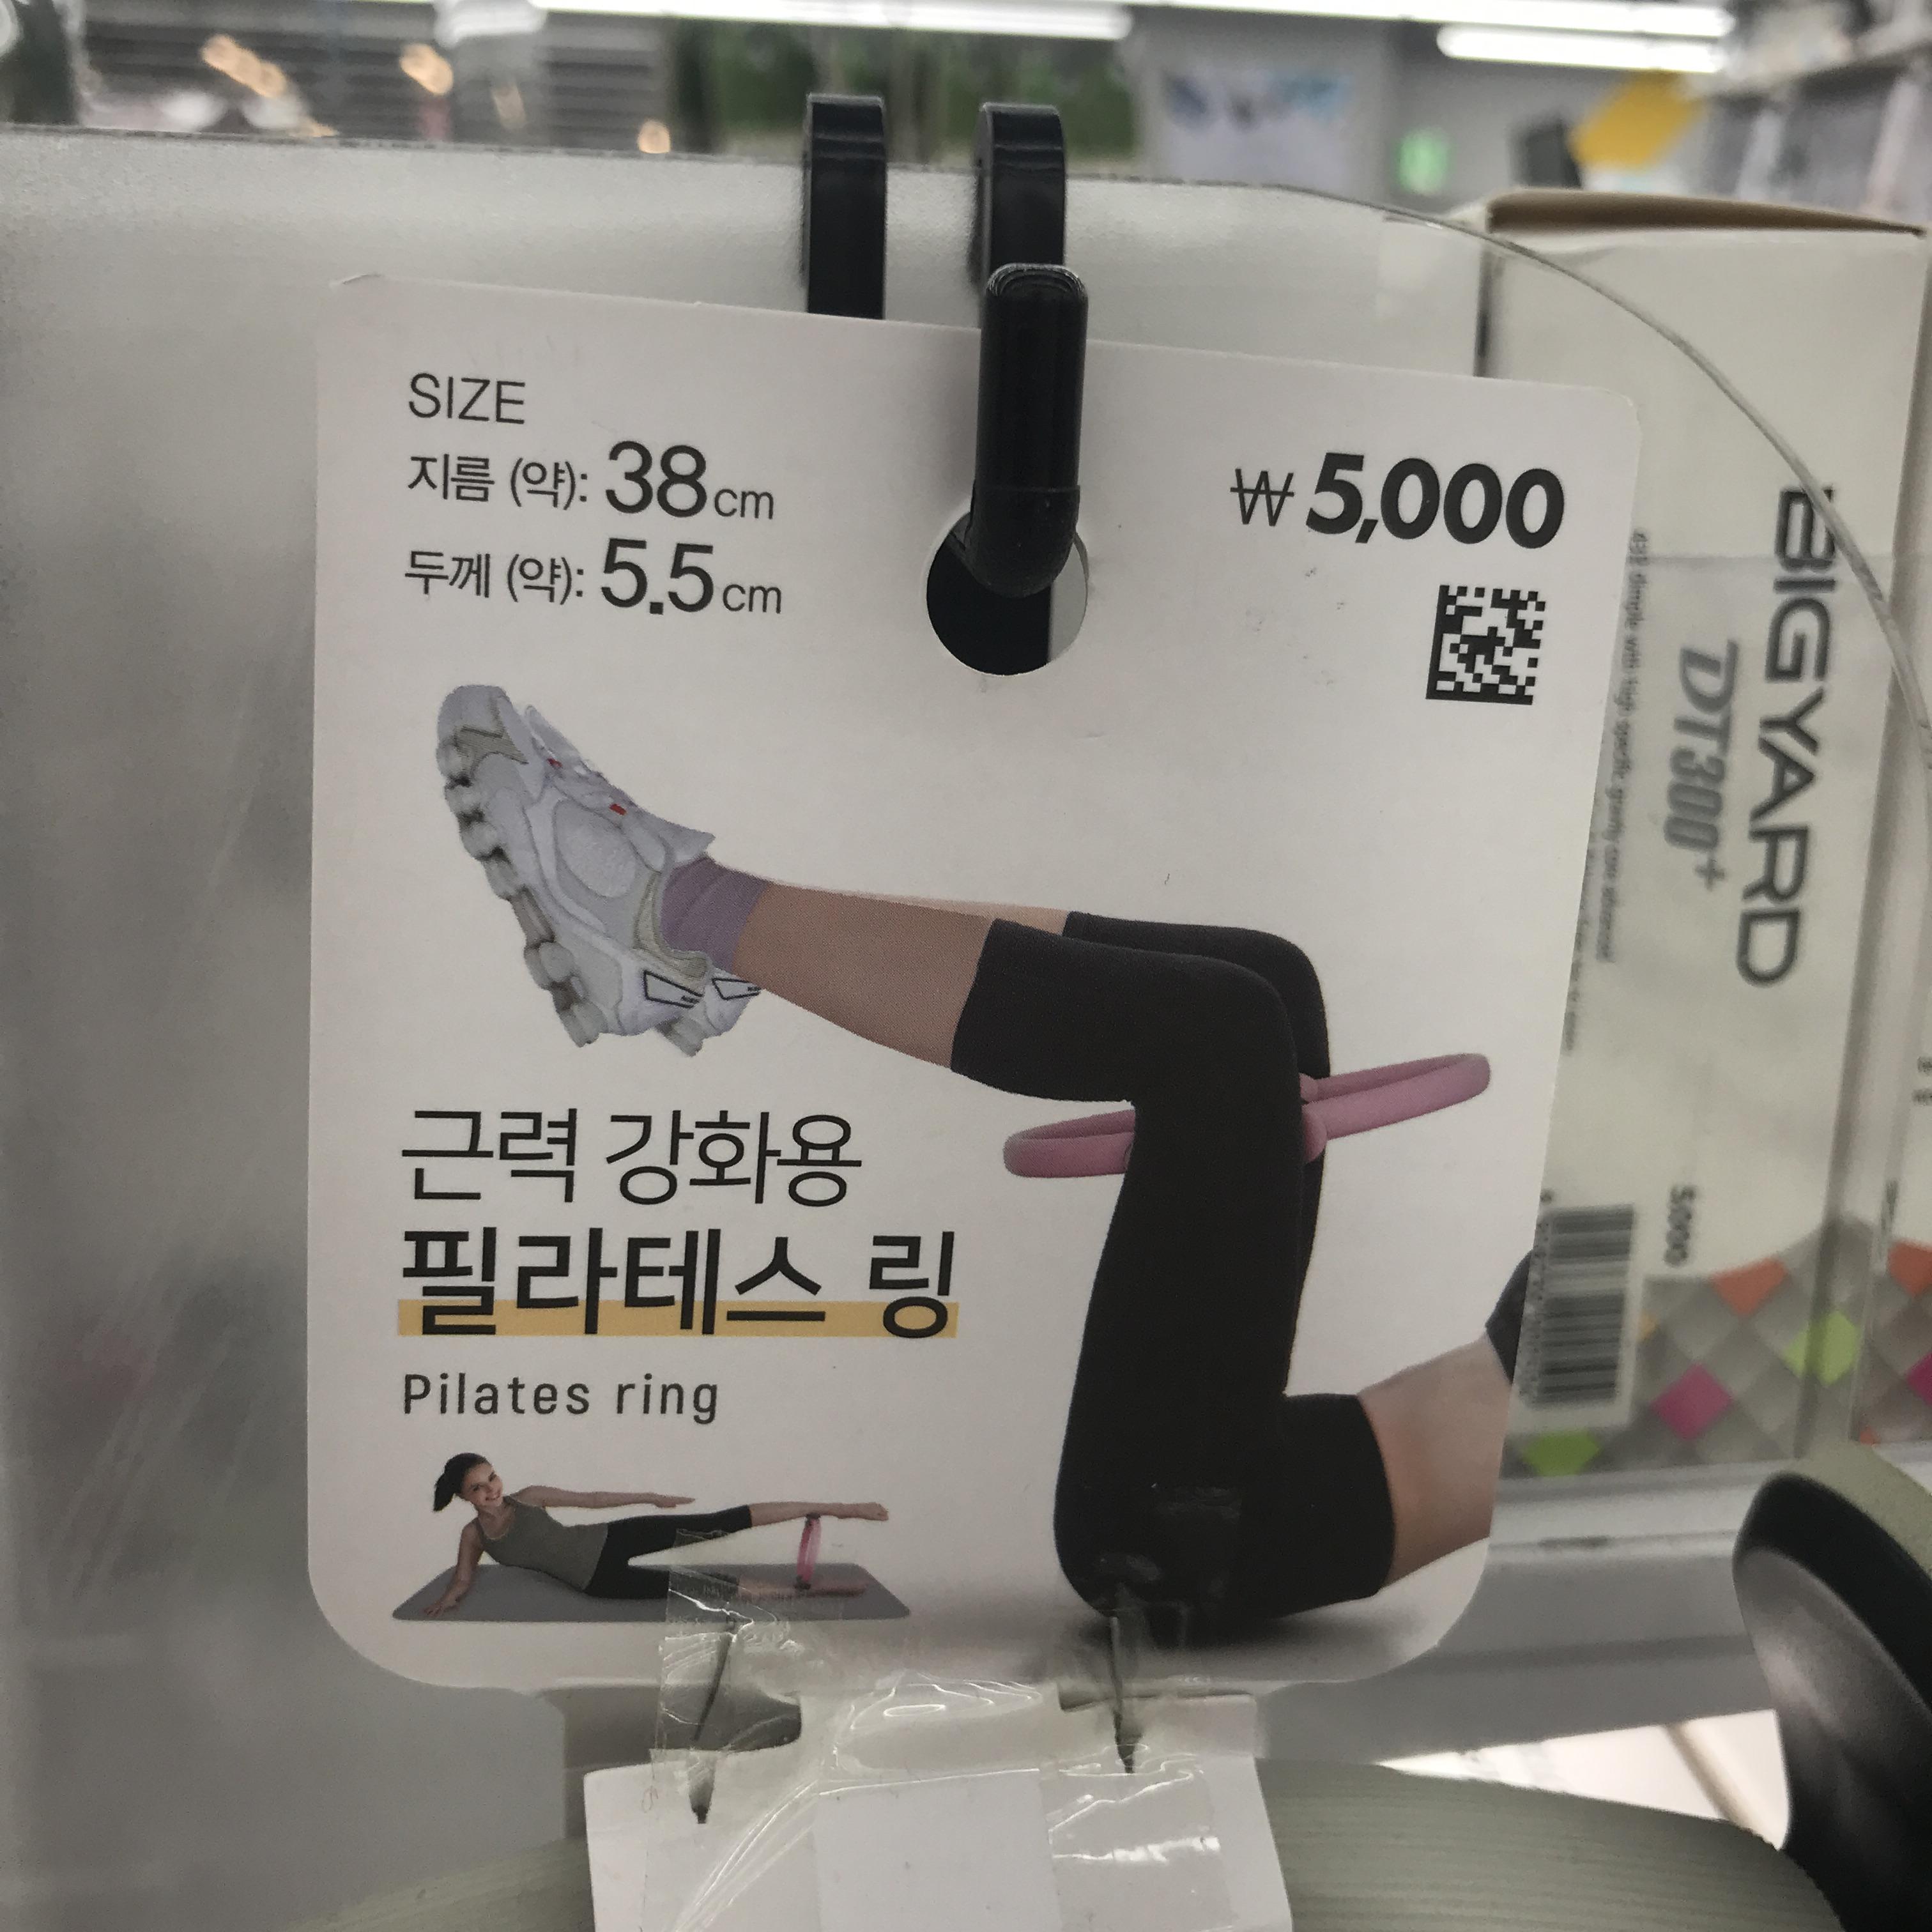 SIZE
지름 (약): 38cm
두께 (약): 5.5cm
₩5,000
근력 강화용
필라테스 링
Pilates ring
BIGYARD
DT300+
5000